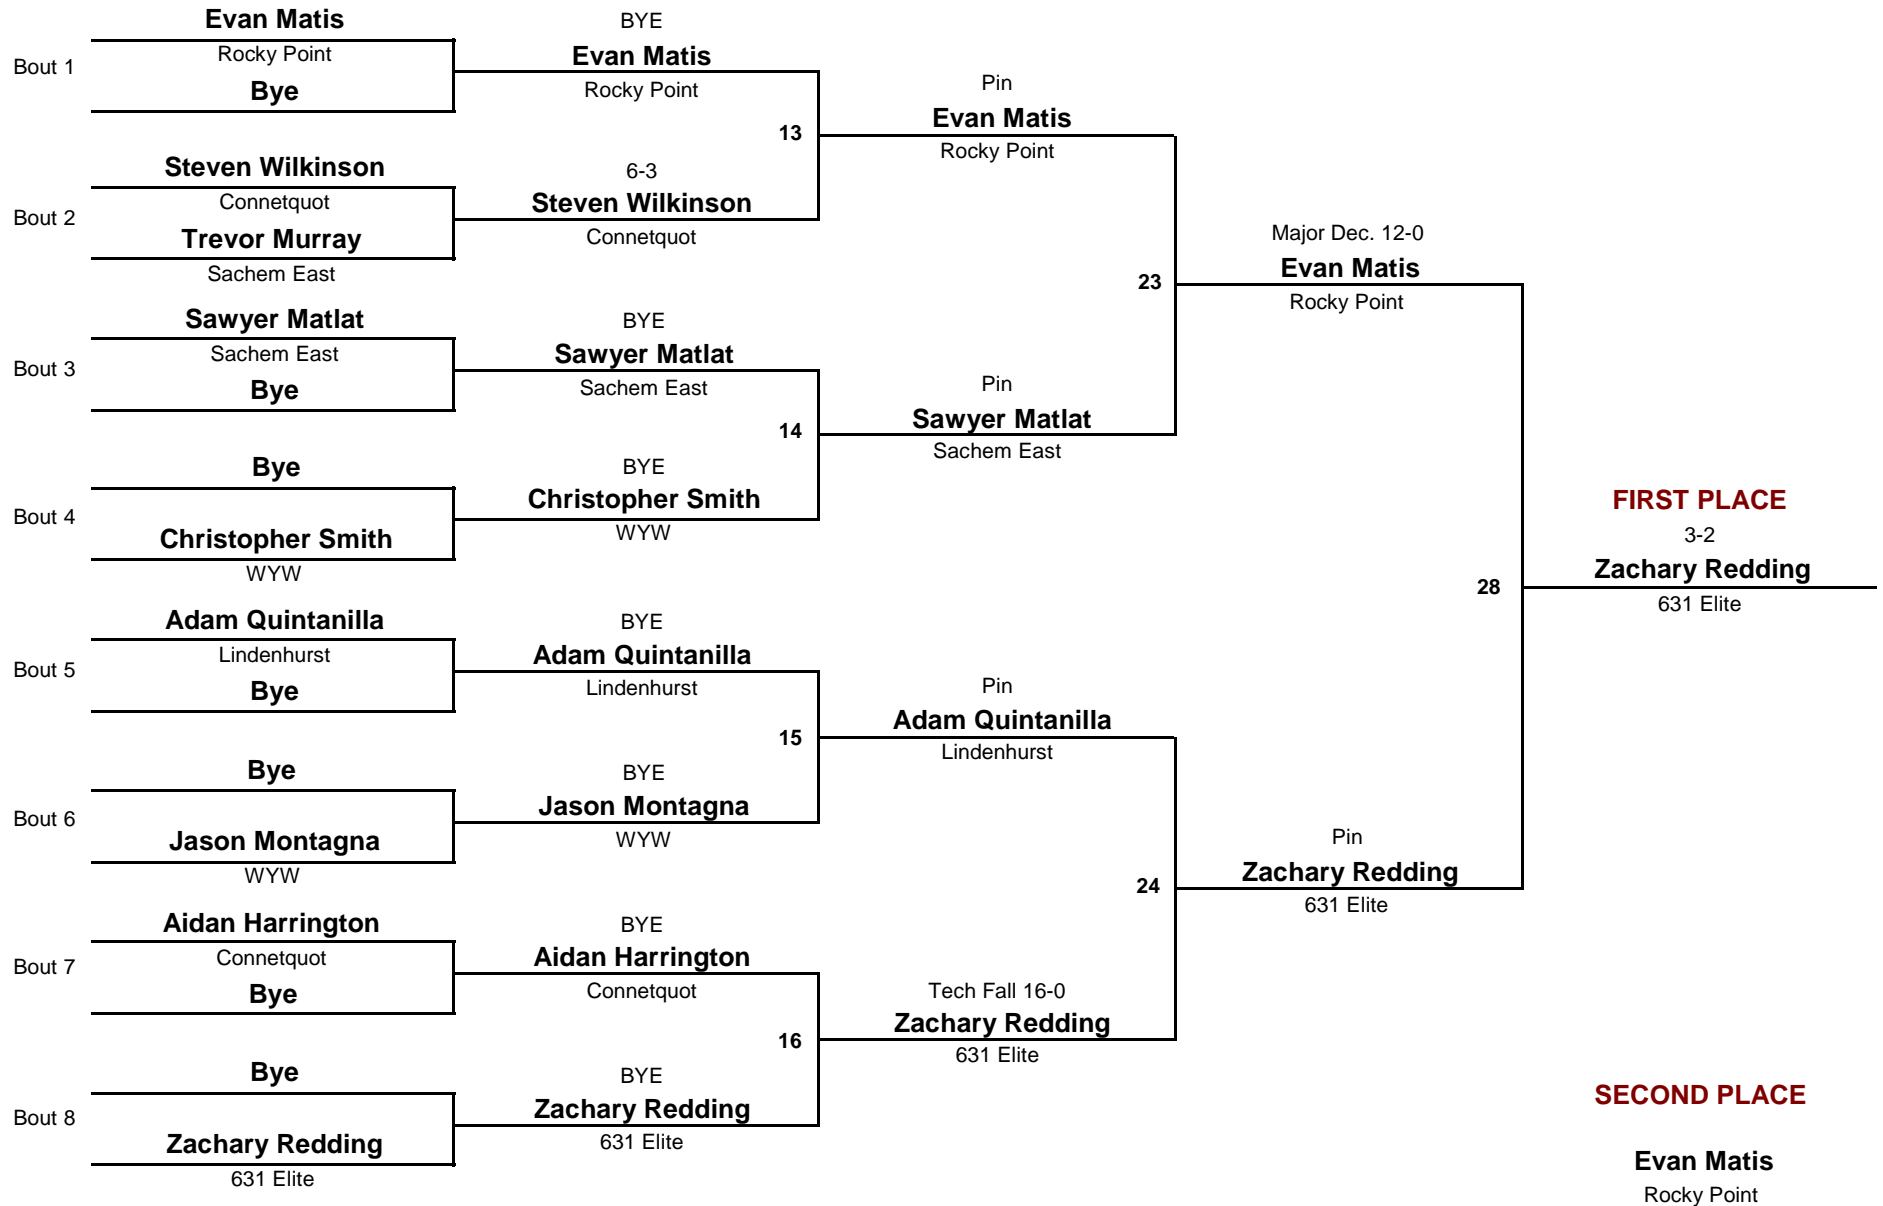 Evan Matis
Rocky Point
Bout 1
Bye
Steven Wilkinson
Connetquot
Bout 2
Trevor Murray
Sachem East
Sawyer Matlat
Sachem East
Bout 3
Bye
Bye
Bout 4
Christopher Smith
WYW
Adam Quintanilla
Lindenhurst
Bout 5
Bye
Bye
Bout 6
Jason Montagna
WYW
Aidan Harrington
Connetquot
Bout 7
Bye
Bye
Bout 8
Zachary Redding
631 Elite
BYE
Evan Matis
Rocky Point
13
6-3
Steven Wilkinson
Connetquot
BYE
Sawyer Matlat
Sachem East
14
BYE
Christopher Smith
WYW
BYE
Adam Quintanilla
Lindenhurst
15
BYE
Jason Montagna
WYW
BYE
Aidan Harrington
Connetquot
16
BYE
Zachary Redding
631 Elite
Pin
Evan Matis
Rocky Point
23
Pin
Sawyer Matlat
Sachem East
Pin
Adam Quintanilla
Lindenhurst
24
Tech Fall 16-0
Zachary Redding
631 Elite
Major Dec. 12-0
Evan Matis
Rocky Point
28
Pin
Zachary Redding
631 Elite
FIRST PLACE
3-2
Zachary Redding
631 Elite
SECOND PLACE
Evan Matis
Rocky Point